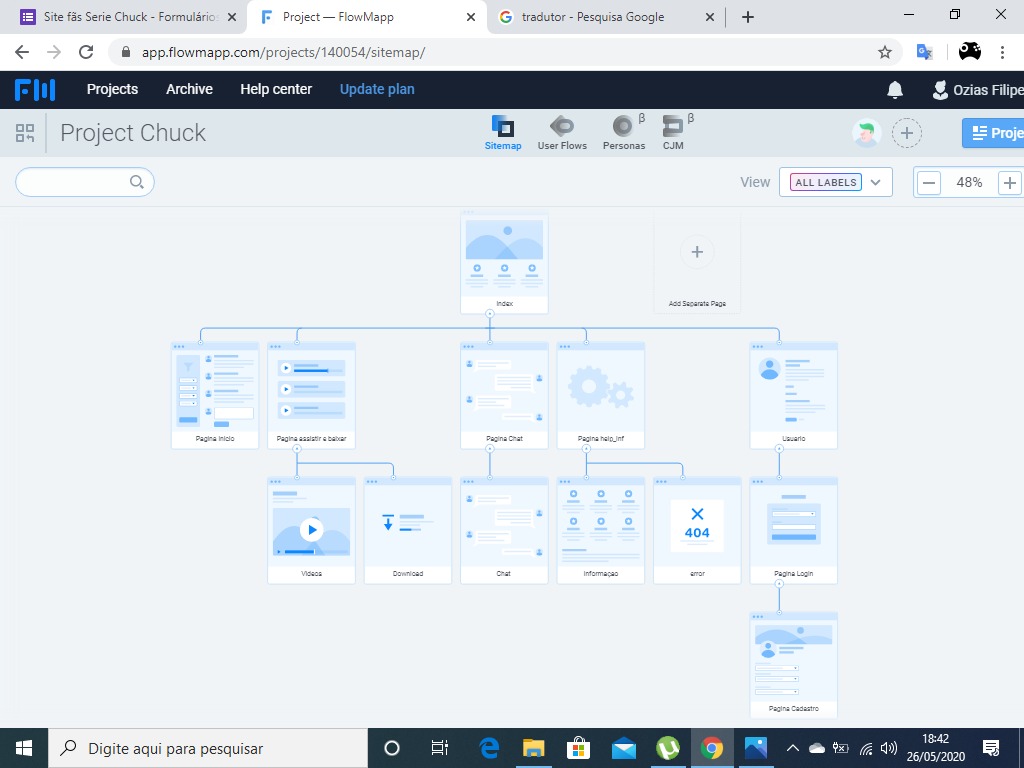 Site fãs Serie Chuck - Formulários
Project — FlowMapp
tradutor - Pesquisa Google
app.flowmapp.com/projects/140054/sitemap/
Projects
Archive
Help center
Update plan
Ozias Filipe
Project Chuck
Sitemap
User Flows
β
Personas
β
CJM
Proje
View
ALL LABELS
48%
Index
Add Separate Page
Pagina Inicio
Pagina assistir e baixar
Pagina Chat
Pagina help_inf
Usuario
404
Videos
Download
Chat
informaçao
error
Pagina Login
Pagina Cadastro
Digite aqui para pesquisar
18:42
26/05/2020